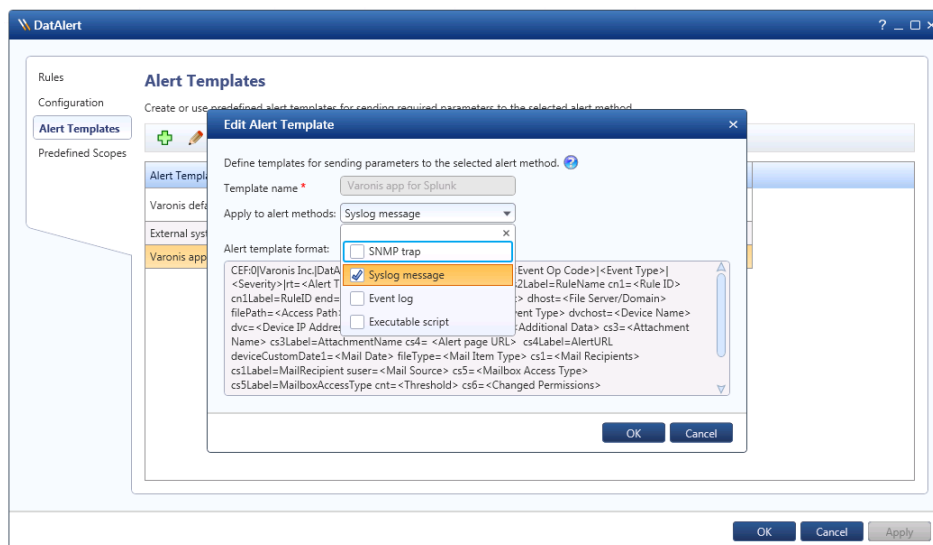 DatAlert
?
Rules
Configuration
Alert Templates
Predefined Scopes
Alert Templates
Create or use predefined alert templates for sending required parameters to the selected alert method
Alert Templa
Varonis defa
External syst
Varonis app
Edit Alert Template
Define templates for sending parameters to the selected alert method.
Template name *
Varonis app for Splunk
Apply to alert methods:
Syslog message
SNMP trap
Syslog message
Event log
Executable script
Alert template format:
CEF:0|Varonis Inc.|DatA Event Op Code>|<Event Type>|
<Severity>|rt=<Alert T 2Label=RuleName cn1=<Rule ID>
cn1Label=RuleID end= > dhost=<File Server/Domain>
filePath=<Access Path ent Type> dvchost=<Device Name>
dvc=<Device IP Addres Additional Data> cs3=<Attachment
Name> cs3Label=AttachmentName cs4= <Alert page URL> cs4Label=AlertURL
deviceCustomDate1=<Mail Date> fileType=<Mail Item Type> cs1=<Mail Recipients>
cs1Label=MailRecipient suser=<Mail Source> cs5=<Mailbox Access Type>
cs5Label=MailboxAccessType cnt=<Threshold> cs6=<Changed Permissions>
OK
Cancel
OK
Cancel
Apply